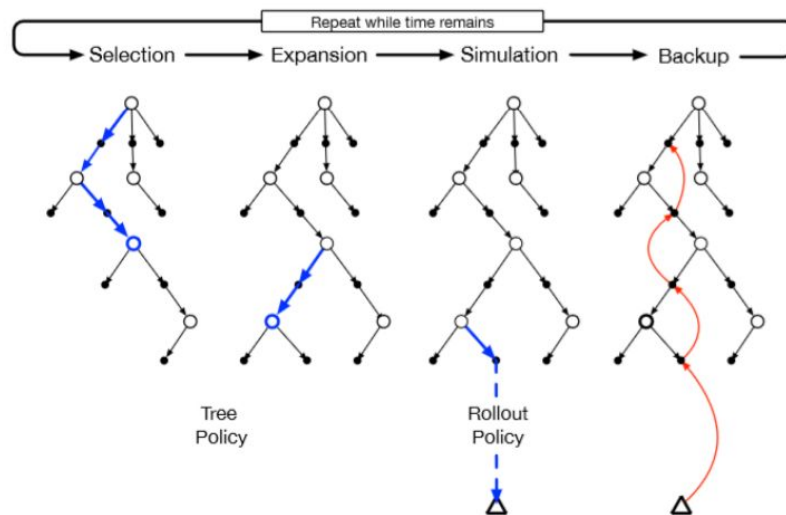 Repeat while time remains
Selection
Expansion
Simulation
Backup
Tree
Policy
Rollout
Policy